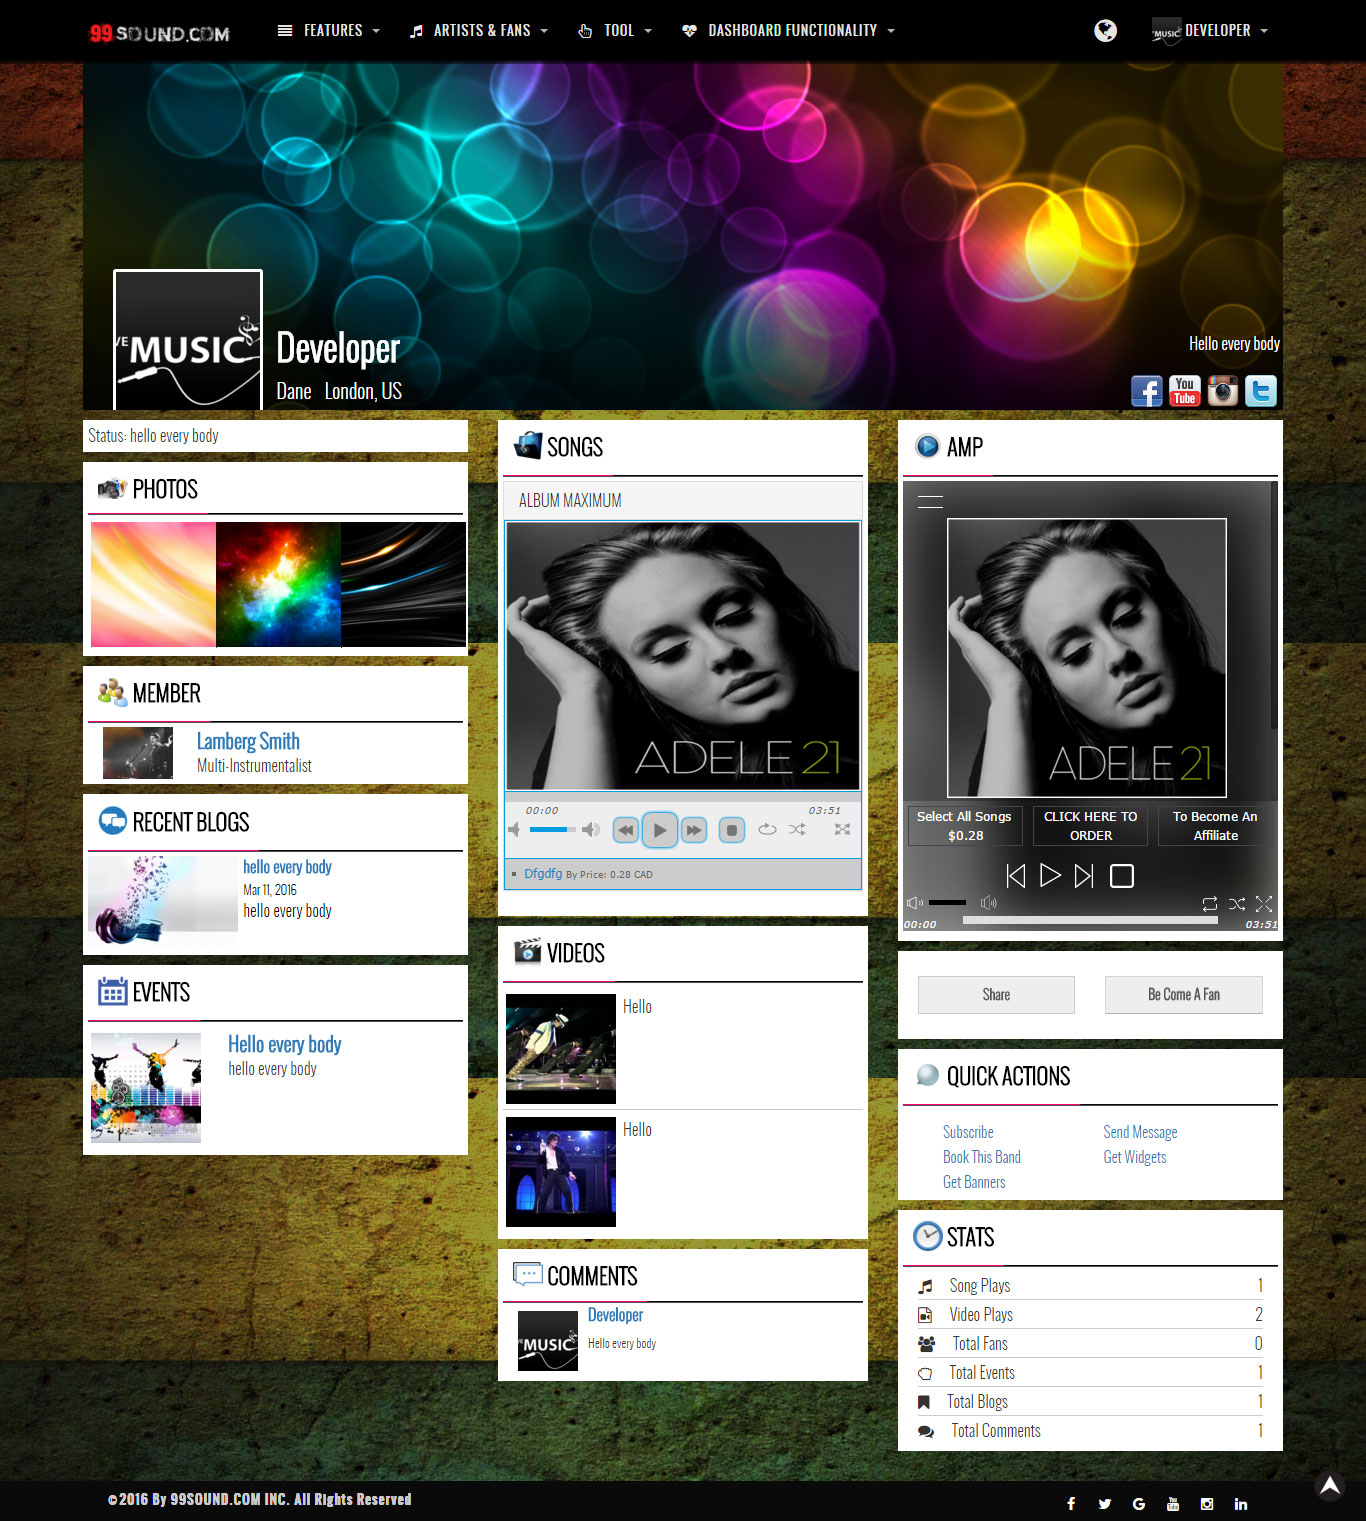 99SOUND.COM
FEATURES
ARTISTS & FANS
TOOL
DASHBOARD FUNCTIONALITY
MUSIC
DEVELOPER
VE MUSIC
Developer
Dane London, US
Hello every body
You
Tube
Status: hello every body
PHOTOS
MEMBER
Lamberg Smith
Multi-Instrumentalist
RECENT BLOGS
hello every body
Mar 11, 2016
hello every body
EVENTS
Hello every body
hello every body
SONGS
ALBUM MAXIMUM
ADELE 21
00:00
03:51
Dfgdfg By Price: 0.28 CAD
VIDEOS
Hello
Hello
COMMENTS
VE MUSIC
Developer
Hello every body
AMP
ADELE 21
Select All Songs
$0.28
CLICK HERE TO
ORDER
To Become An
Affiliate
00:00
03:51
Share
Be Come A Fan
QUICK ACTIONS
Subscribe
Send Message
Book This Band
Get Widgets
Get Banners
STATS
Song Plays 1
Video Plays 2
Total Fans 0
Total Events 1
Total Blogs 1
Total Comments 1
©2016 By 99SOUND.COM INC. All Rights Reserved